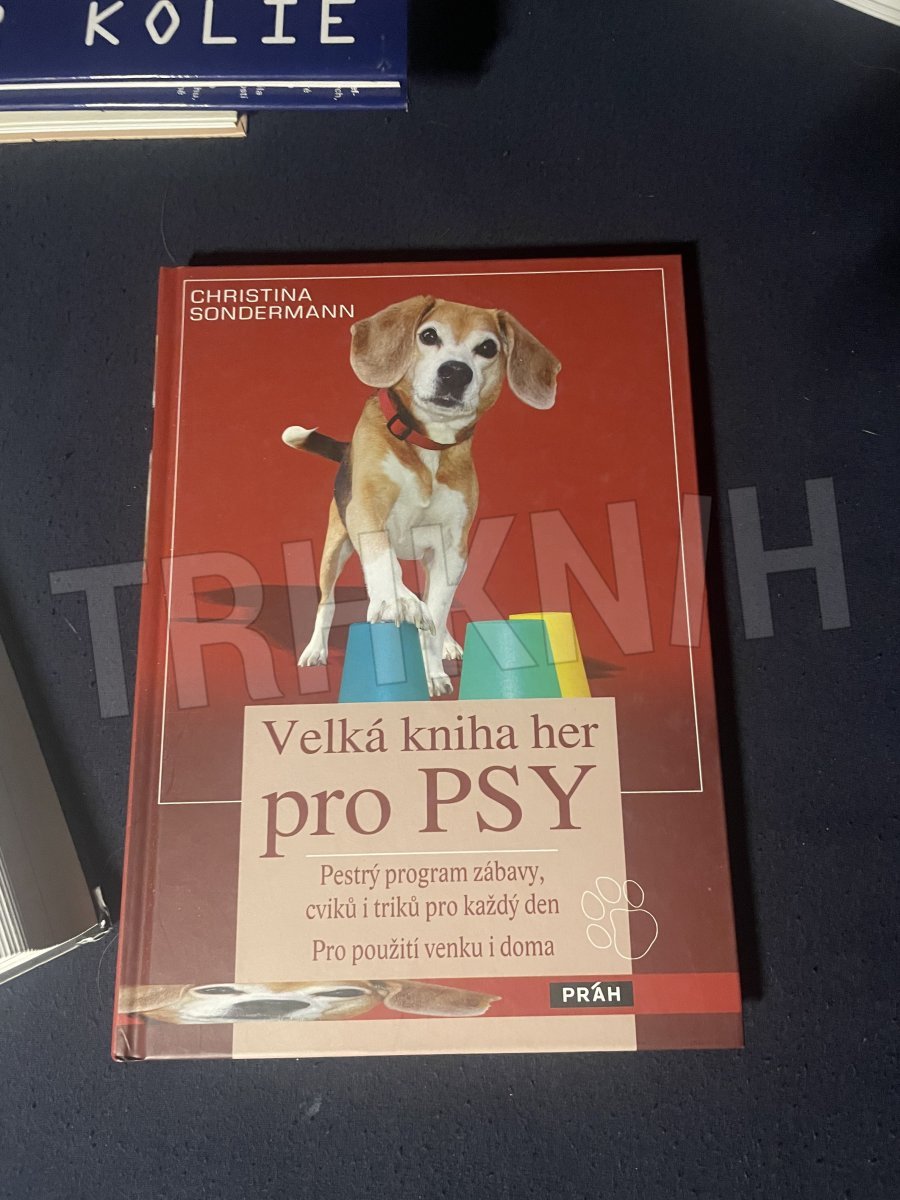 KOLIE
CHRISTINA
SONDERMANN
TRHKNIH
Velká kniha her
pro PSY
Pestrý program zábavy,
cviků i triků pro každý den
Pro použití venku i doma
PRÁH